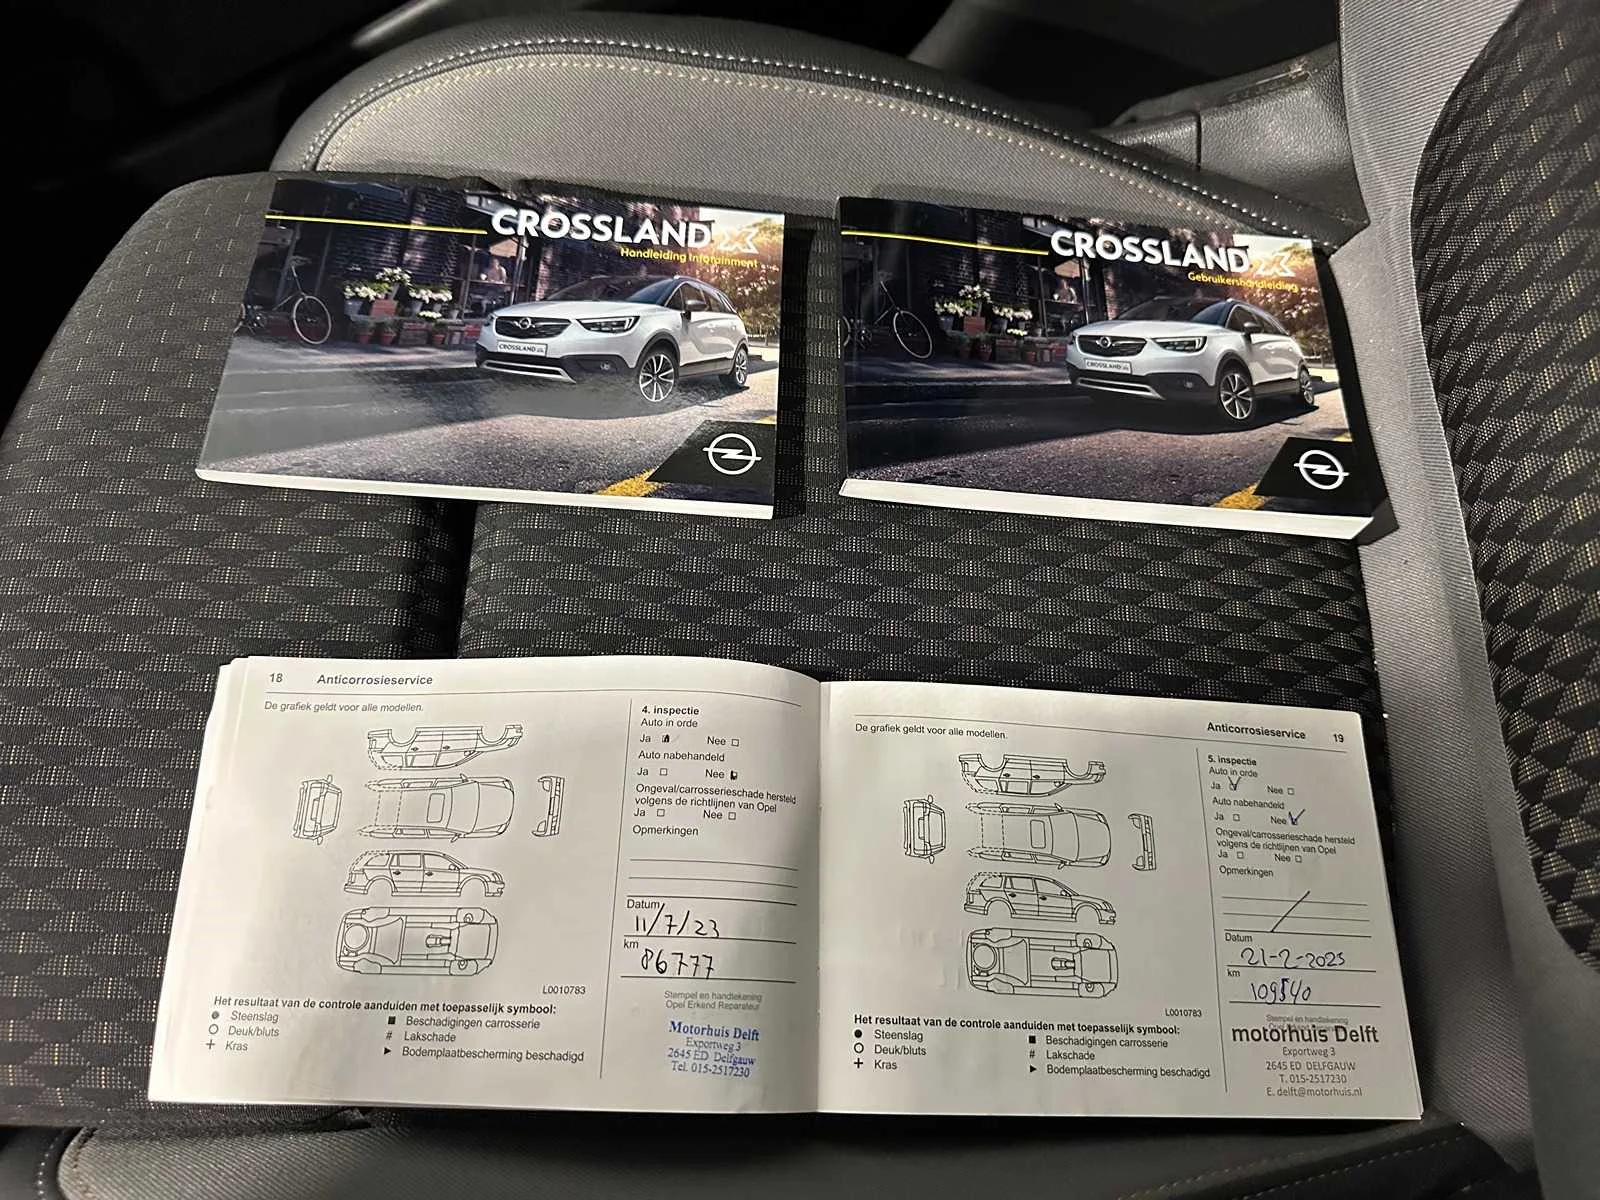 CROSSLAND X
Handleiding Infotainment
CROSSLAND
CROSSLAND X
Gebruikershandleiding
CROSSLAND
18 Anticorrosieservice
De grafiek geldt voor alle modellen.
L0010783
Het resultaat van de controle aanduiden met toepasselijk symbool:
Steenslag
Deuk/bluts
+ Kras
Beschadigingen carrosserie
# Lakschade
Bodemplaatbescherming beschadigd
4. inspectie
Auto in orde
Ja Nee
Auto nabehandeld
Ja Nee
Ongeval/carrosserieschade hersteld
volgens de richtlijnen van Opel
Ja Nee
Opmerkingen
Datum
11/7/23
km
86777
Stempel en handtekening
Opel Erkend Reparateur
Motorhuis Delft
Exportweg 3
2645 ED Delfgauw
Tel. 015-2517230
Anticorrosieservice 19
De grafiek geldt voor alle modellen.
L0010783
Het resultaat van de controle aanduiden met toepasselijk symbool:
Steenslag
Deuk/bluts
+ Kras
Beschadigingen carrosserie
# Lakschade
Bodemplaatbescherming beschadigd
5. inspectie
Auto in orde
Ja Nee
Auto nabehandeld
Ja Nee
Ongeval/carrosserieschade hersteld
volgens de richtlijnen van Opel
Ja Nee
Opmerkingen
Datum
21-2-2025
km
109540
Stempel en handtekening
motorhuis Delft
Exportweg 3
2645 ED DELFGAUW
T. 015-2517230
E. delft@motorhuis.nl